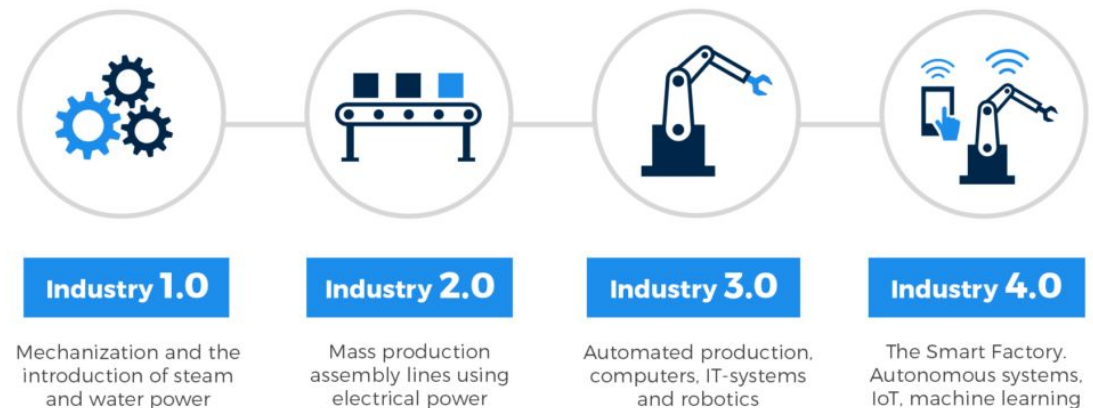 Industry 1.0
Mechanization and the
introduction of steam
and water power
Industry 2.0
Mass production
assembly lines using
electrical power
Industry 3.0
Automated production,
computers, IT-systems
and robotics
Industry 4.0
The Smart Factory.
Autonomous systems,
IoT, machine learning